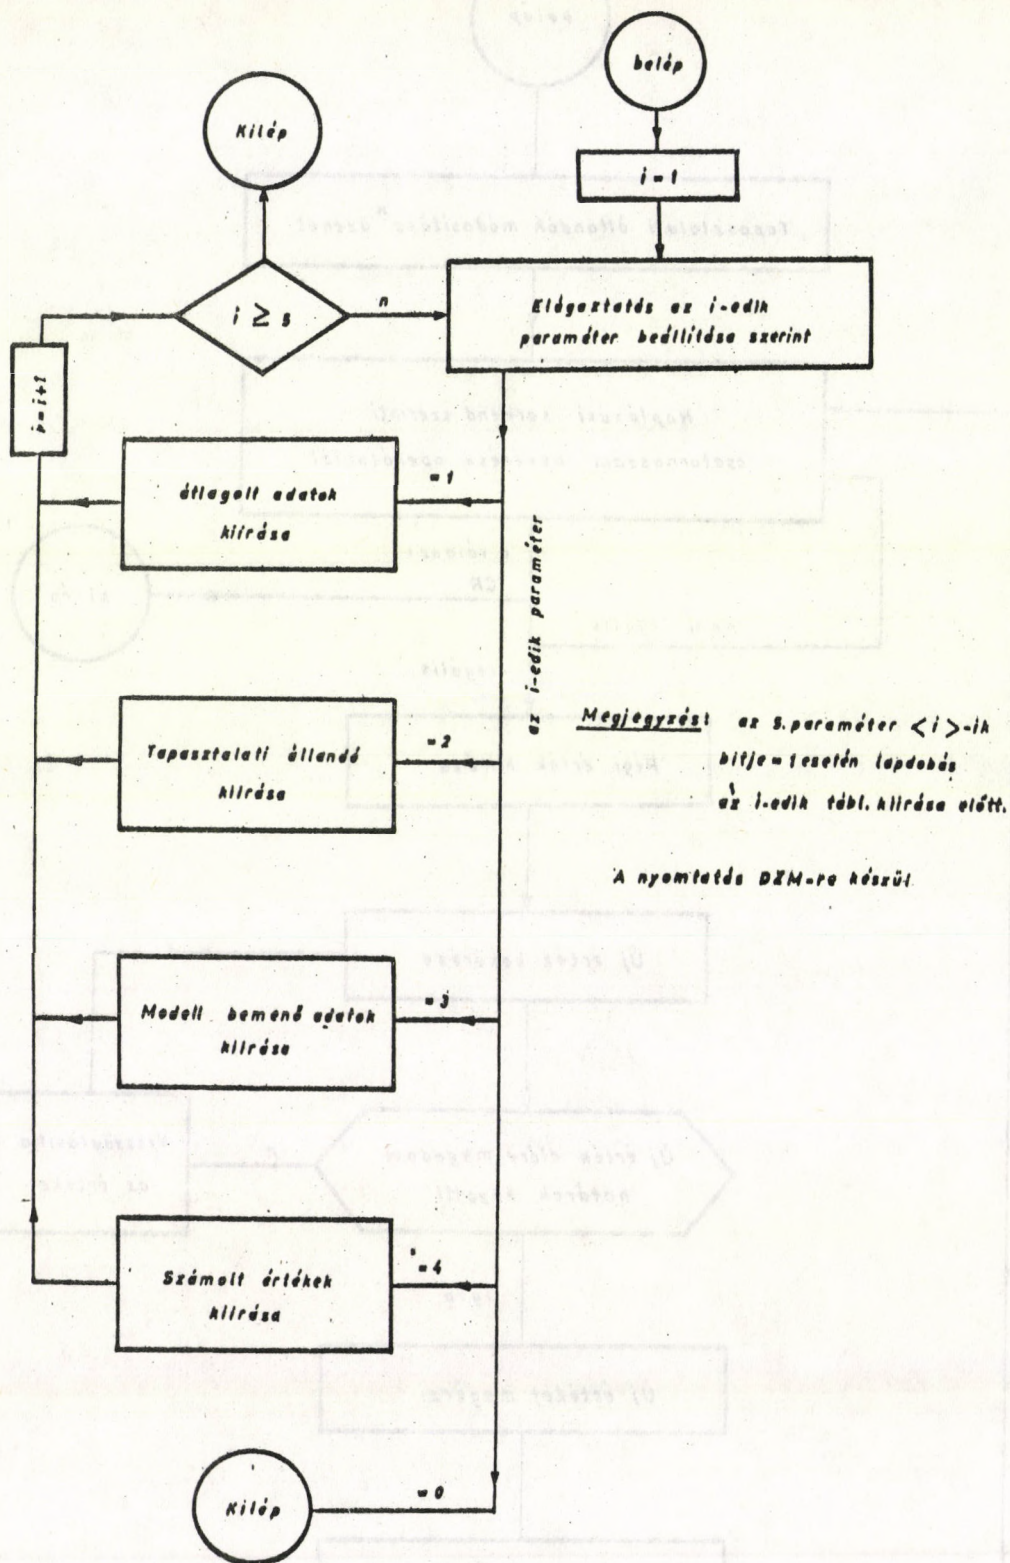 belép
Kilép
i = 1
i ≥ s
n
Elágaztatás az i-edik
paraméter beállítása szerint
i=i+1
átlagolt adatok
kiírása
=1
az i-edik paraméter
Tapasztalati állandó
kiírása
=2
Megjegyzés: az 5. paraméter <i>-ik
bitje=1 esetén lapdobás
az i-edik tábl. kiírása előtt.
A nyomtatás DZM-re készül
Modell bemenő adatok
kiírása
=3
Számolt értékek
kiírása
=4
Kilép
=0